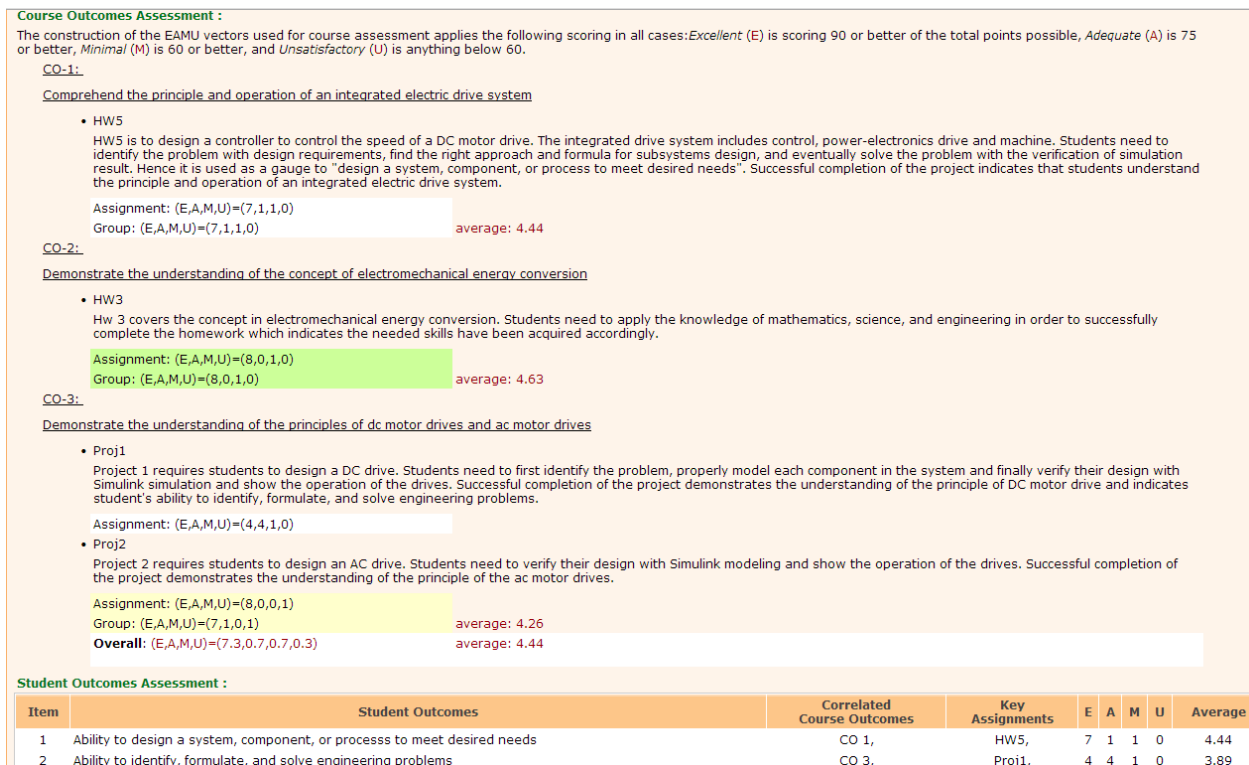 Course Outcomes Assessment :
The construction of the EAMU vectors used for course assessment applies the following scoring in all cases:Excellent (E) is scoring 90 or better of the total points possible, Adequate (A) is 75
or better, Minimal (M) is 60 or better, and Unsatisfactory (U) is anything below 60.
CO-1:
Comprehend the principle and operation of an integrated electric drive system
• HW5
HW5 is to design a controller to control the speed of a DC motor drive. The integrated drive system includes control, power-electronics drive and machine. Students need to
identify the problem with design requirements, find the right approach and formula for subsystems design, and eventually solve the problem with the verification of simulation
result. Hence it is used as a gauge to "design a system, component, or process to meet desired needs". Successful completion of the project indicates that students understand
the principle and operation of an integrated electric drive system.
Assignment: (E,A,M,U)=(7,1,1,0)
Group: (E,A,M,U)=(7,1,1,0) average: 4.44
CO-2:
Demonstrate the understanding of the concept of electromechanical energy conversion
• HW3
Hw 3 covers the concept in electromechanical energy conversion. Students need to apply the knowledge of mathematics, science, and engineering in order to successfully
complete the homework which indicates the needed skills have been acquired accordingly.
Assignment: (E,A,M,U)=(8,0,1,0)
Group: (E,A,M,U)=(8,0,1,0) average: 4.63
CO-3:
Demonstrate the understanding of the principles of dc motor drives and ac motor drives
• Proj1
Project 1 requires students to design a DC drive. Students need to first identify the problem, properly model each component in the system and finally verify their design with
Simulink simulation and show the operation of the drives. Successful completion of the project demonstrates the understanding of the principle of DC motor drive and indicates
student's ability to identify, formulate, and solve engineering problems.
Assignment: (E,A,M,U)=(4,4,1,0)
• Proj2
Project 2 requires students to design an AC drive. Students need to verify their design with Simulink modeling and show the operation of the drives. Successful completion of
the project demonstrates the understanding of the principle of the ac motor drives.
Assignment: (E,A,M,U)=(8,0,0,1)
Group: (E,A,M,U)=(7,1,0,1) average: 4.26
Overall: (E,A,M,U)=(7.3,0.7,0.7,0.3) average: 4.44
Student Outcomes Assessment :
Item Student Outcomes Correlated Course Outcomes Key Assignments E A M U Average
1 Ability to design a system, component, or processs to meet desired needs CO 1, HW5, 7 1 1 0 4.44
2 Ability to identify, formulate, and solve engineering problems CO 3, Proj1, 4 4 1 0 3.89